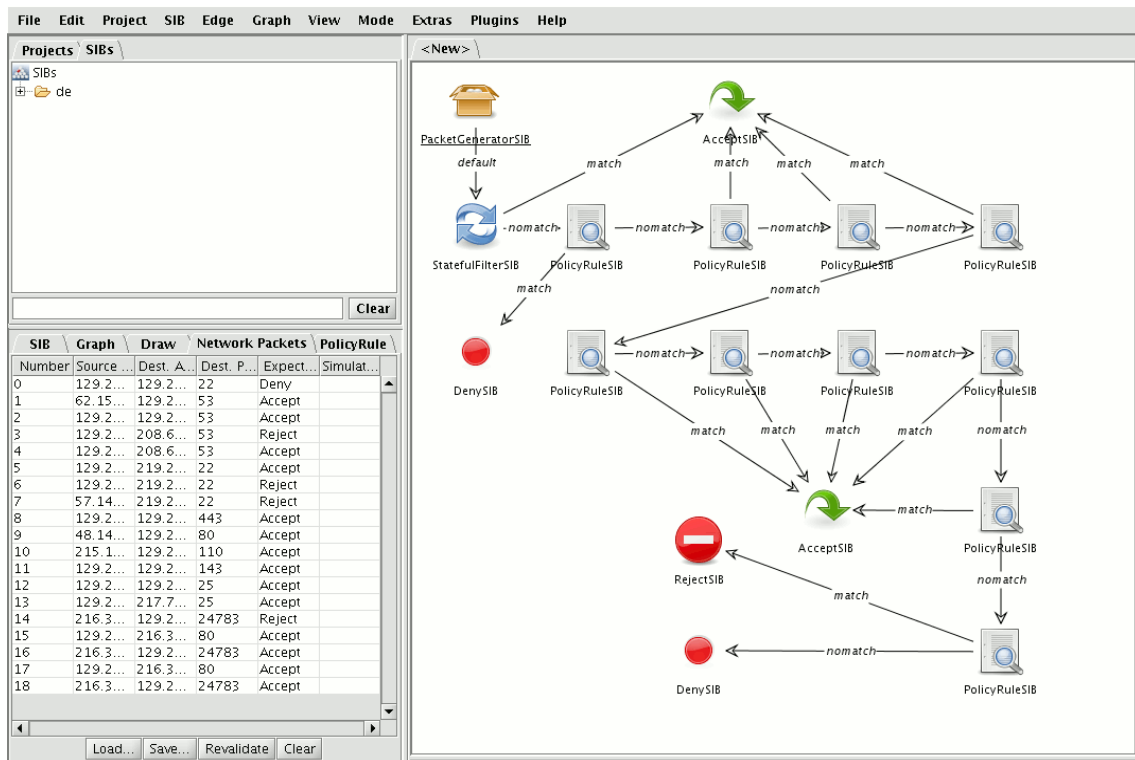 File Edit Project SIB Edge Graph View Mode Extras Plugins Help
Projects SIBs
SIBs
de
Clear
SIB Graph Draw Network Packets PolicyRule
Number Source ... Dest. A... Dest. P... Expect... Simulat...
0 129.2... 129.2... 22 Deny
1 62.15... 129.2... 53 Accept
2 129.2... 129.2... 53 Accept
3 129.2... 208.6... 53 Reject
4 129.2... 208.6... 53 Accept
5 129.2... 219.2... 22 Accept
6 129.2... 219.2... 22 Reject
7 57.14... 219.2... 22 Reject
8 129.2... 129.2... 443 Accept
9 48.14... 129.2... 80 Accept
10 215.1... 129.2... 110 Accept
11 129.2... 129.2... 143 Accept
12 129.2... 129.2... 25 Accept
13 129.2... 217.7... 25 Accept
14 216.3... 129.2... 24783 Reject
15 129.2... 216.3... 80 Accept
16 216.3... 129.2... 24783 Accept
17 129.2... 216.3... 80 Accept
18 216.3... 129.2... 24783 Accept
Load... Save... Revalidate Clear
<New>
PacketGeneratorSIB AcceptSIB
default match match match match
nomatch nomatch nomatch nomatch
StatefulFilterSIB PolicyRuleSIB PolicyRuleSIB PolicyRuleSIB PolicyRuleSIB
match nomatch
nomatch nomatch nomatch
DenySIB PolicyRuleSIB PolicyRuleSIB PolicyRuleSIB PolicyRuleSIB
match match match match nomatch
match
AcceptSIB PolicyRuleSIB
RejectSIB nomatch
match
nomatch
DenySIB PolicyRuleSIB